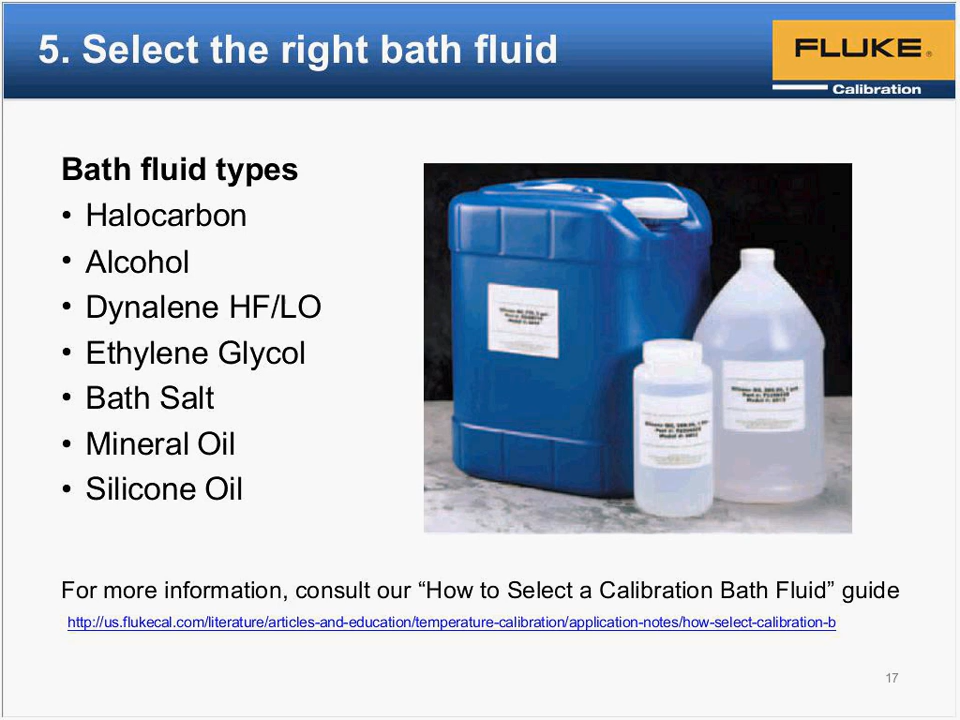 5. Select the right bath fluid
FLUKE ®
Calibration
Bath fluid types
• Halocarbon
• Alcohol
• Dynalene HF/LO
• Ethylene Glycol
• Bath Salt
• Mineral Oil
• Silicone Oil
For more information, consult our “How to Select a Calibration Bath Fluid” guide
http://us.flukecal.com/literature/articles-and-education/temperature-calibration/application-notes/how-select-calibration-b
17